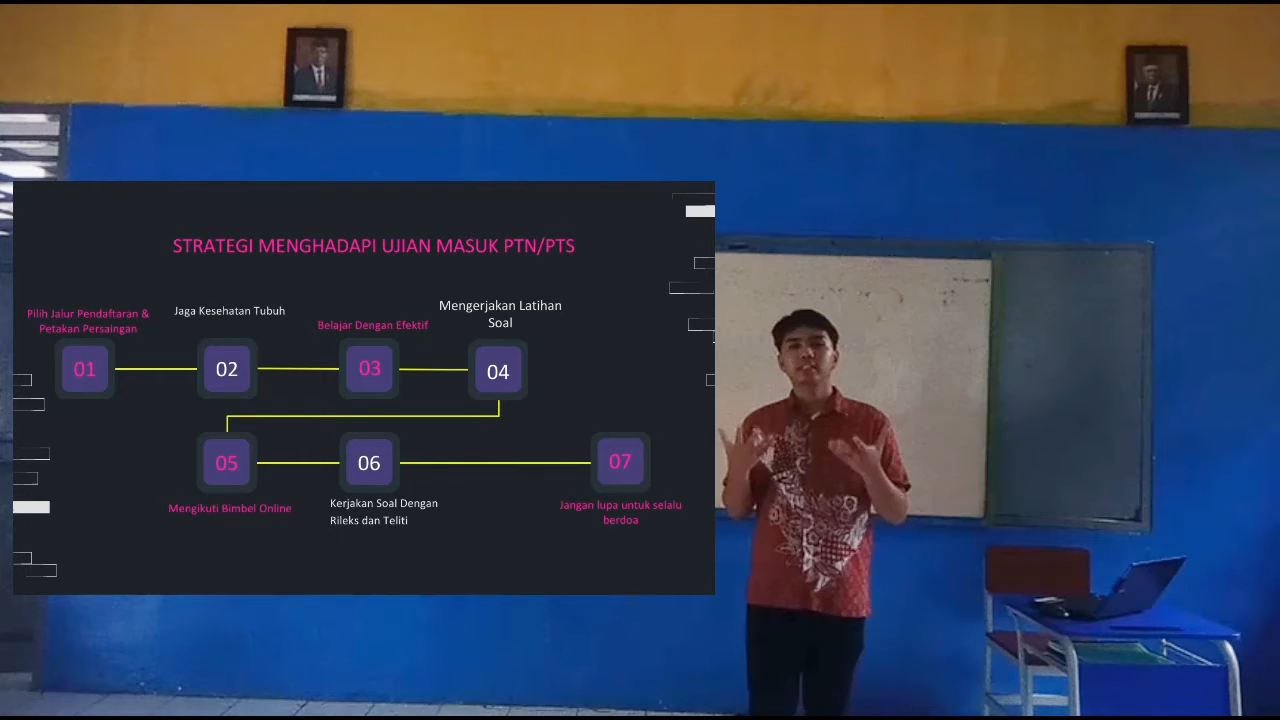 STRATEGI MENGHADAPI UJIAN MASUK PTN/PTS
Pilih Jalur Pendaftaran &
Petakan Persaingan
01
Jaga Kesehatan Tubuh
02
Belajar Dengan Efektif
03
Mengerjakan Latihan
Soal
04
05
Mengikuti Bimbel Online
06
Kerjakan Soal Dengan
Rileks dan Teliti
07
Jangan lupa untuk selalu
berdoa